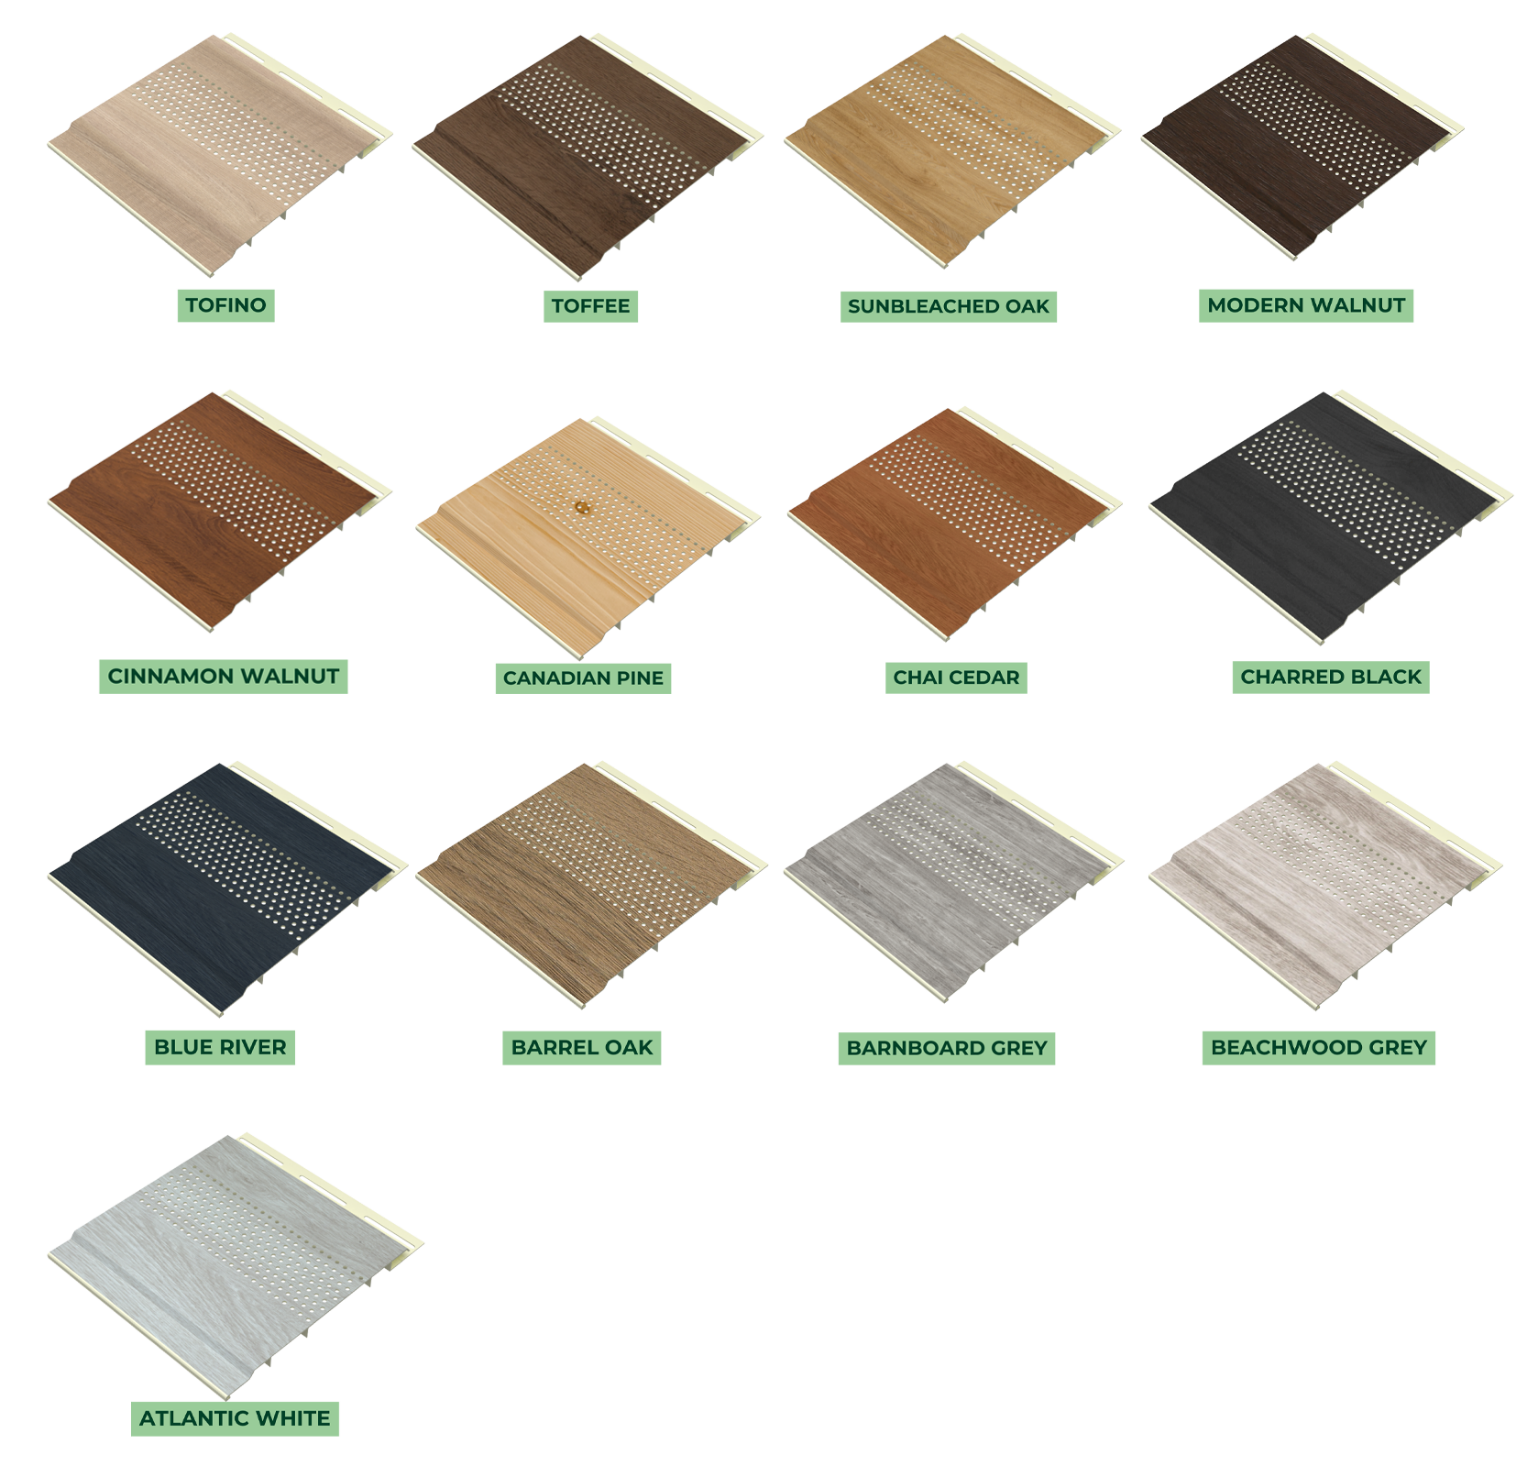 TOFINO
TOFFEE
SUNBLEACHED OAK
MODERN WALNUT
CINNAMON WALNUT
CANADIAN PINE
CHAI CEDAR
CHARRED BLACK
BLUE RIVER
BARREL OAK
BARNBOARD GREY
BEACHWOOD GREY
ATLANTIC WHITE